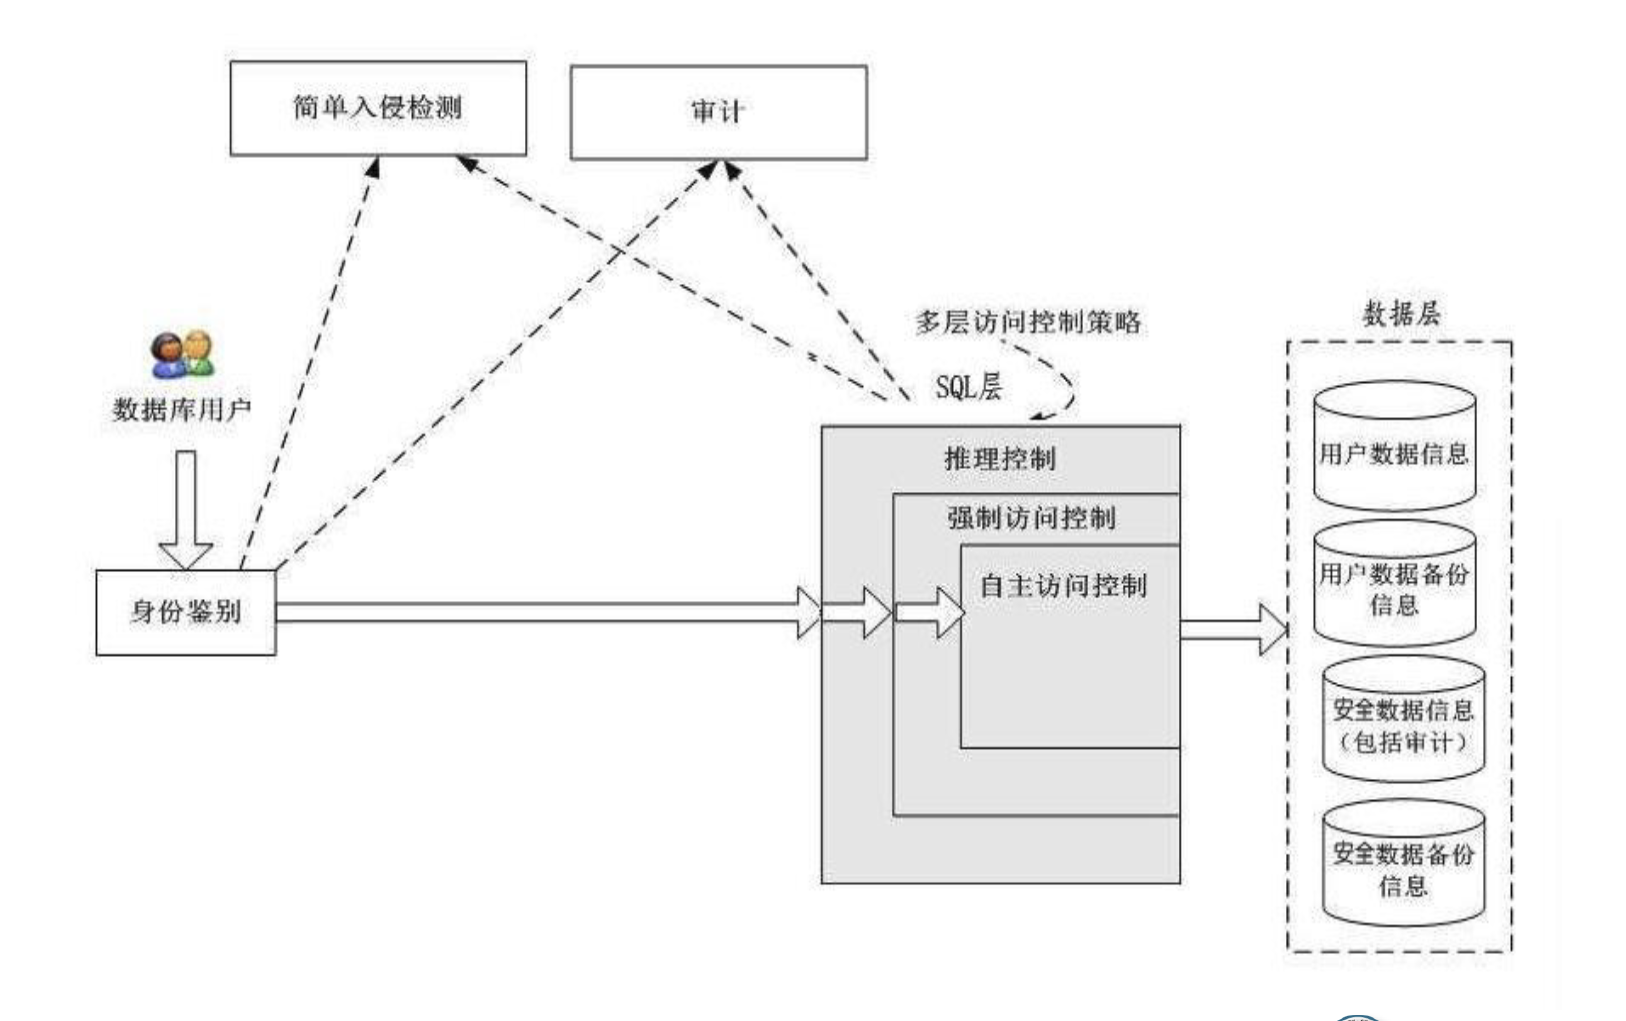 简单入侵检测
审计
多层访问控制策略
数据层
SQL层
数据库用户
推理控制
用户数据信息
强制访问控制
用户数据备份
信息
自主访问控制
身份鉴别
安全数据信息
（包括审计）
安全数据备份
信息